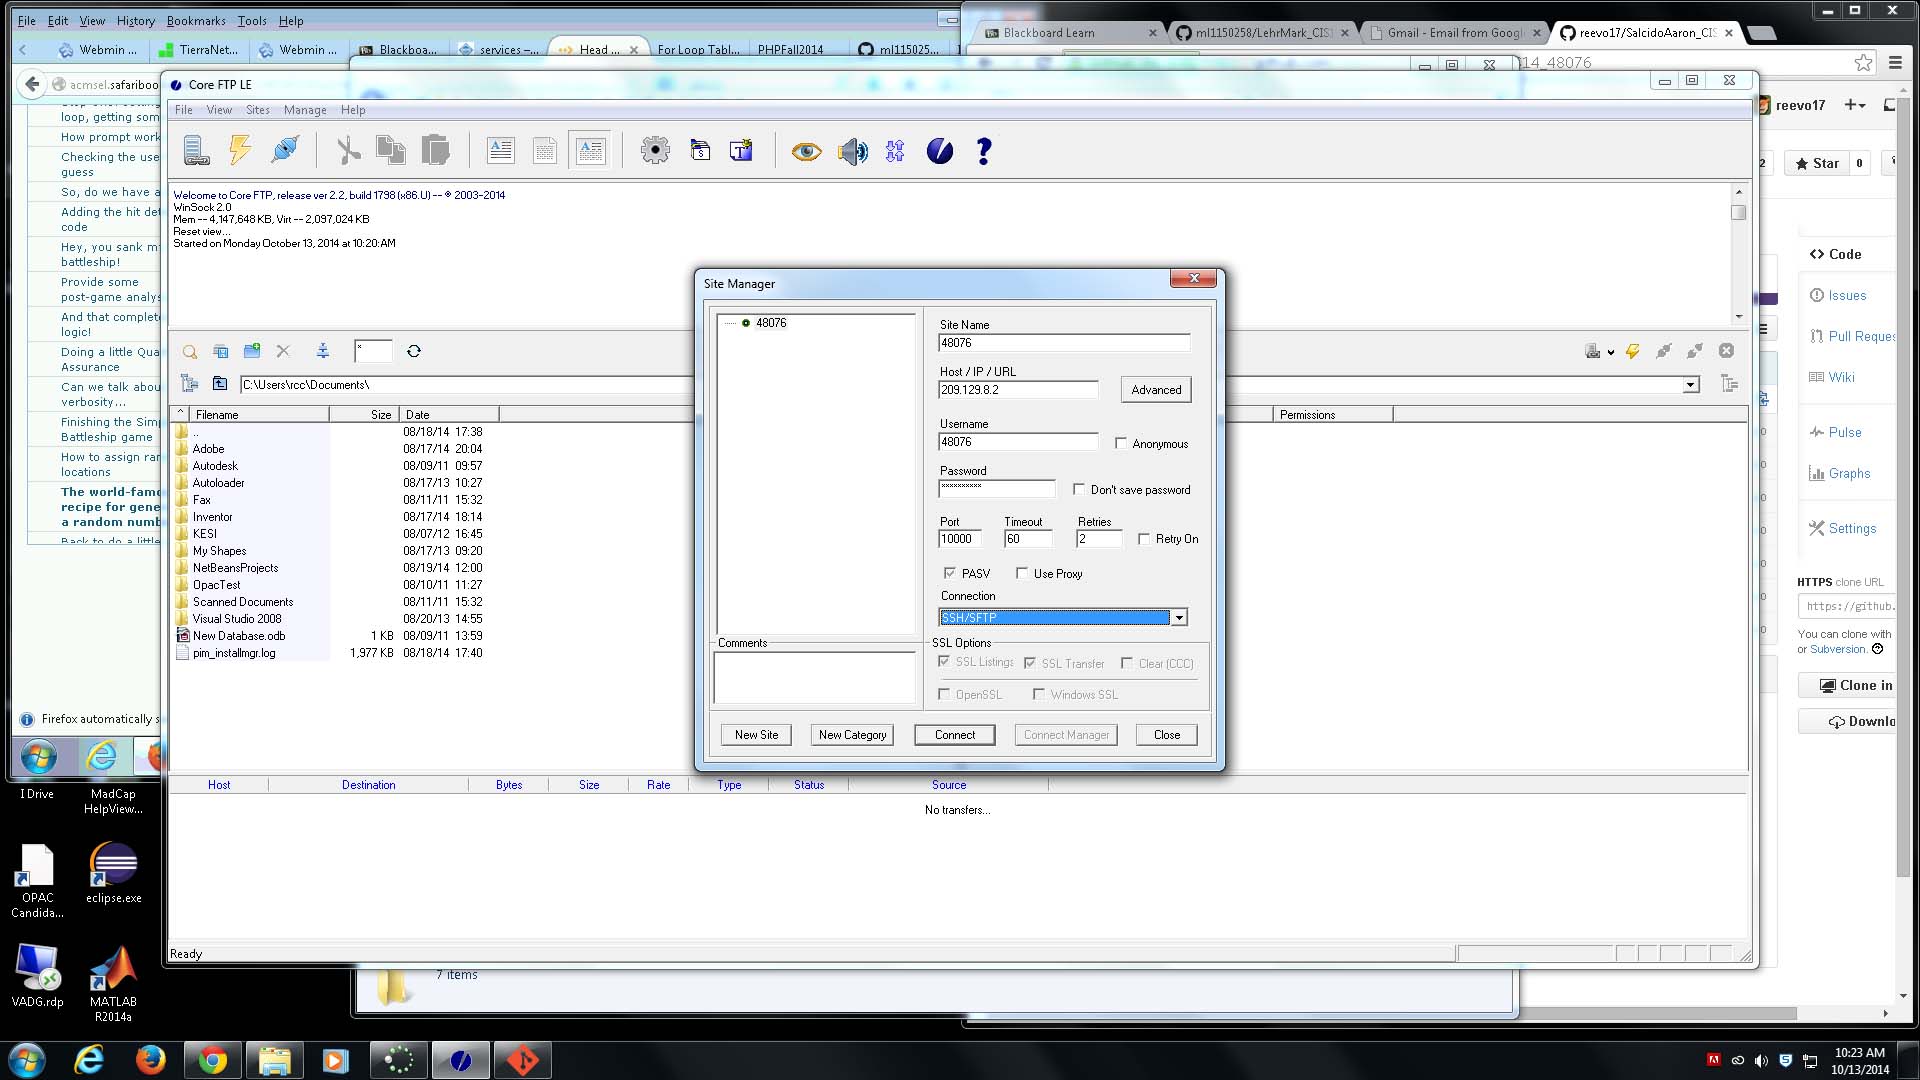 File Edit View History Bookmarks Tools Help
Webmin ... TierraNet... Webmin ... Blackboa... services –... Head ... For Loop Tabl... PHPFall2014 ml115025...
Blackboard Learn ml1150258/LehrMark_CIS Gmail - Email from Googl reevo17/SalcidoAaron_CIS
acmsel.safariboo
14_48076
loop, getting som
How prompt work
Checking the use
guess
So, do we have a
Adding the hit de
code
Hey, you sank m
battleship!
Provide some
post-game analys
And that complet
logic!
Doing a little Qua
Assurance
Can we talk abou
verbosity...
Finishing the Sim
Battleship game
How to assign ran
locations
The world-famo
recipe for gene
a random numb
Back to do a little
Firefox automatically s
Core FTP LE
File View Sites Manage Help
Welcome to Core FTP, release ver 2.2, build 1798 (x86.U) -- © 2003-2014
WinSock 2.0
Mem -- 4,147,648 KB, Virt -- 2,097,024 KB
Reset view...
Started on Monday October 13, 2014 at 10:20:AM
C:\Users\rcc\Documents\
Filename Size Date
.. 08/18/14 17:38
Adobe 08/17/14 20:04
Autodesk 08/09/11 09:57
Autoloader 08/17/13 10:27
Fax 08/11/11 15:32
Inventor 08/17/14 18:14
KESI 08/07/12 16:45
My Shapes 08/17/13 09:20
NetBeansProjects 08/19/14 12:00
OpacTest 08/10/11 11:27
Scanned Documents 08/11/11 15:32
Visual Studio 2008 08/20/13 14:55
New Database.odb 1 KB 08/09/11 13:59
pim_installmgr.log 1,977 KB 08/18/14 17:40
Permissions
Site Manager
48076
Site Name
48076
Host / IP / URL
209.129.8.2
Advanced
Username
48076
Anonymous
Password
**********
Don't save password
Port Timeout Retries
10000 60 2 Retry On
PASV Use Proxy
Connection
SSH/SFTP
Comments
SSL Options
SSL Listings SSL Transfer Clear (CCC)
OpenSSL Windows SSL
New Site New Category Connect Connect Manager Close
Host Destination Bytes Size Rate Type Status Source
No transfers...
Ready
7 items
reevo17
2 Star 0
Code
Issues
Pull Reques
Wiki
Pulse
Graphs
Settings
HTTPS clone URL
https://github.
You can clone with
or Subversion.
Clone in
Downlo
I Drive
MadCap
HelpView...
OPAC
Candida...
eclipse.exe
VADG.rdp
MATLAB
R2014a
10:23 AM
10/13/2014